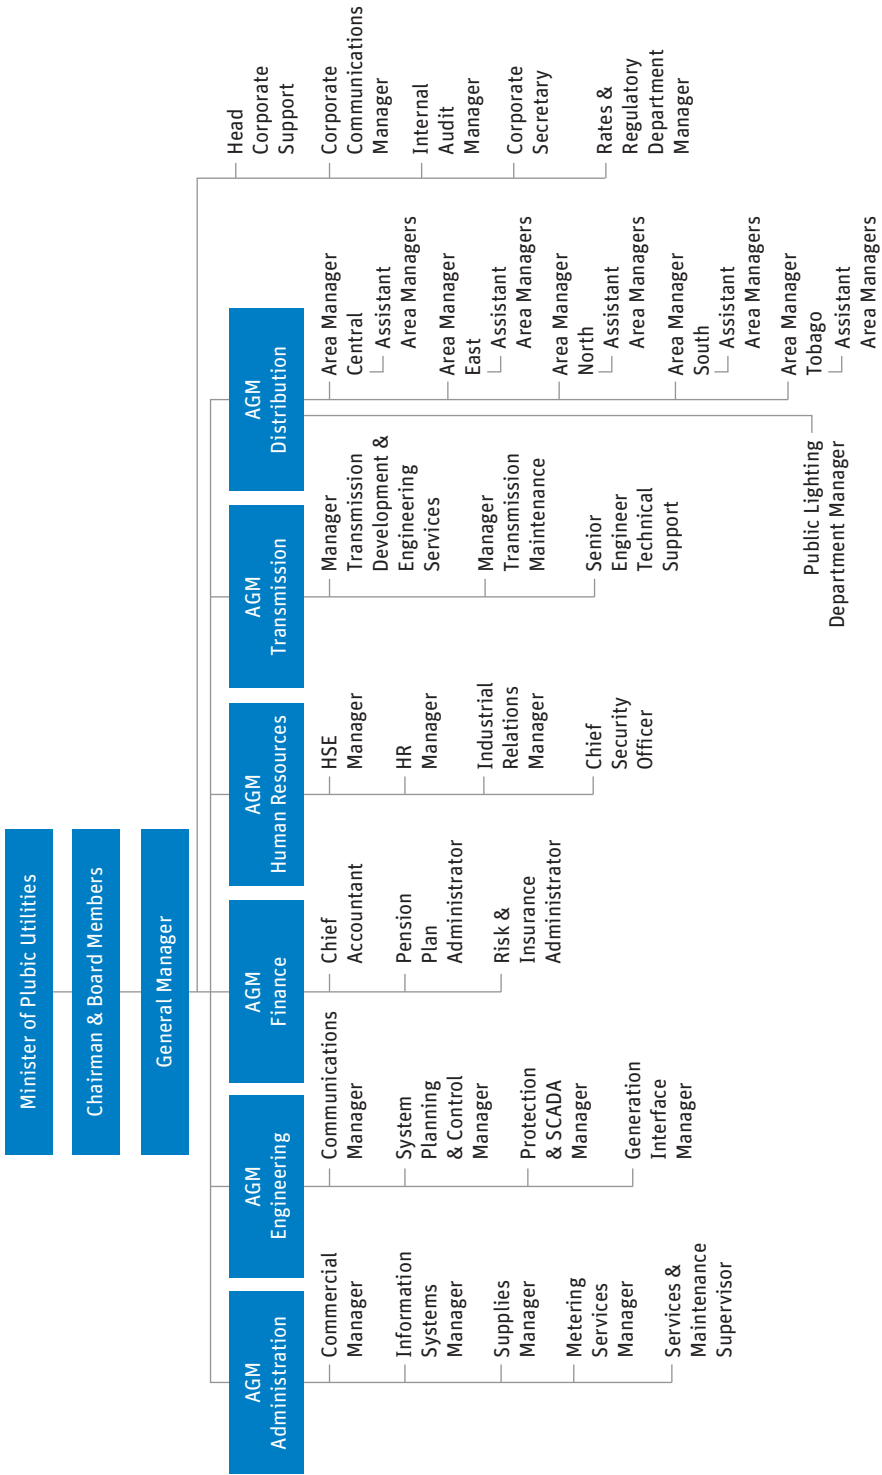 Minister of Plubic Utilities
Chairman & Board Members
General Manager
AGM
Administration
Commercial
Manager
Information
Systems
Manager
Supplies
Manager
Metering
Services
Manager
Services &
Maintenance
Supervisor
AGM
Engineering
Communications
Manager
System
Planning
& Control
Manager
Protection
& SCADA
Manager
Generation
Interface
Manager
AGM
Finance
Chief
Accountant
Pension
Plan
Administrator
Risk &
Insurance
Administrator
AGM
Human Resources
HSE
Manager
HR
Manager
Industrial
Relations
Manager
Chief
Security
Officer
AGM
Transmission
Manager
Transmission
Development &
Engineering
Services
Manager
Transmission
Maintenance
Senior
Engineer
Technical
Support
AGM
Distribution
Area Manager
Central
Assistant
Area Managers
Area Manager
East
Assistant
Area Managers
Area Manager
North
Assistant
Area Managers
Area Manager
South
Assistant
Area Managers
Area Manager
Tobago
Assistant
Area Managers
Public Lighting
Department Manager
Head
Corporate
Support
Corporate
Communications
Manager
Internal
Audit
Manager
Corporate
Secretary
Rates &
Regulatory
Department
Manager